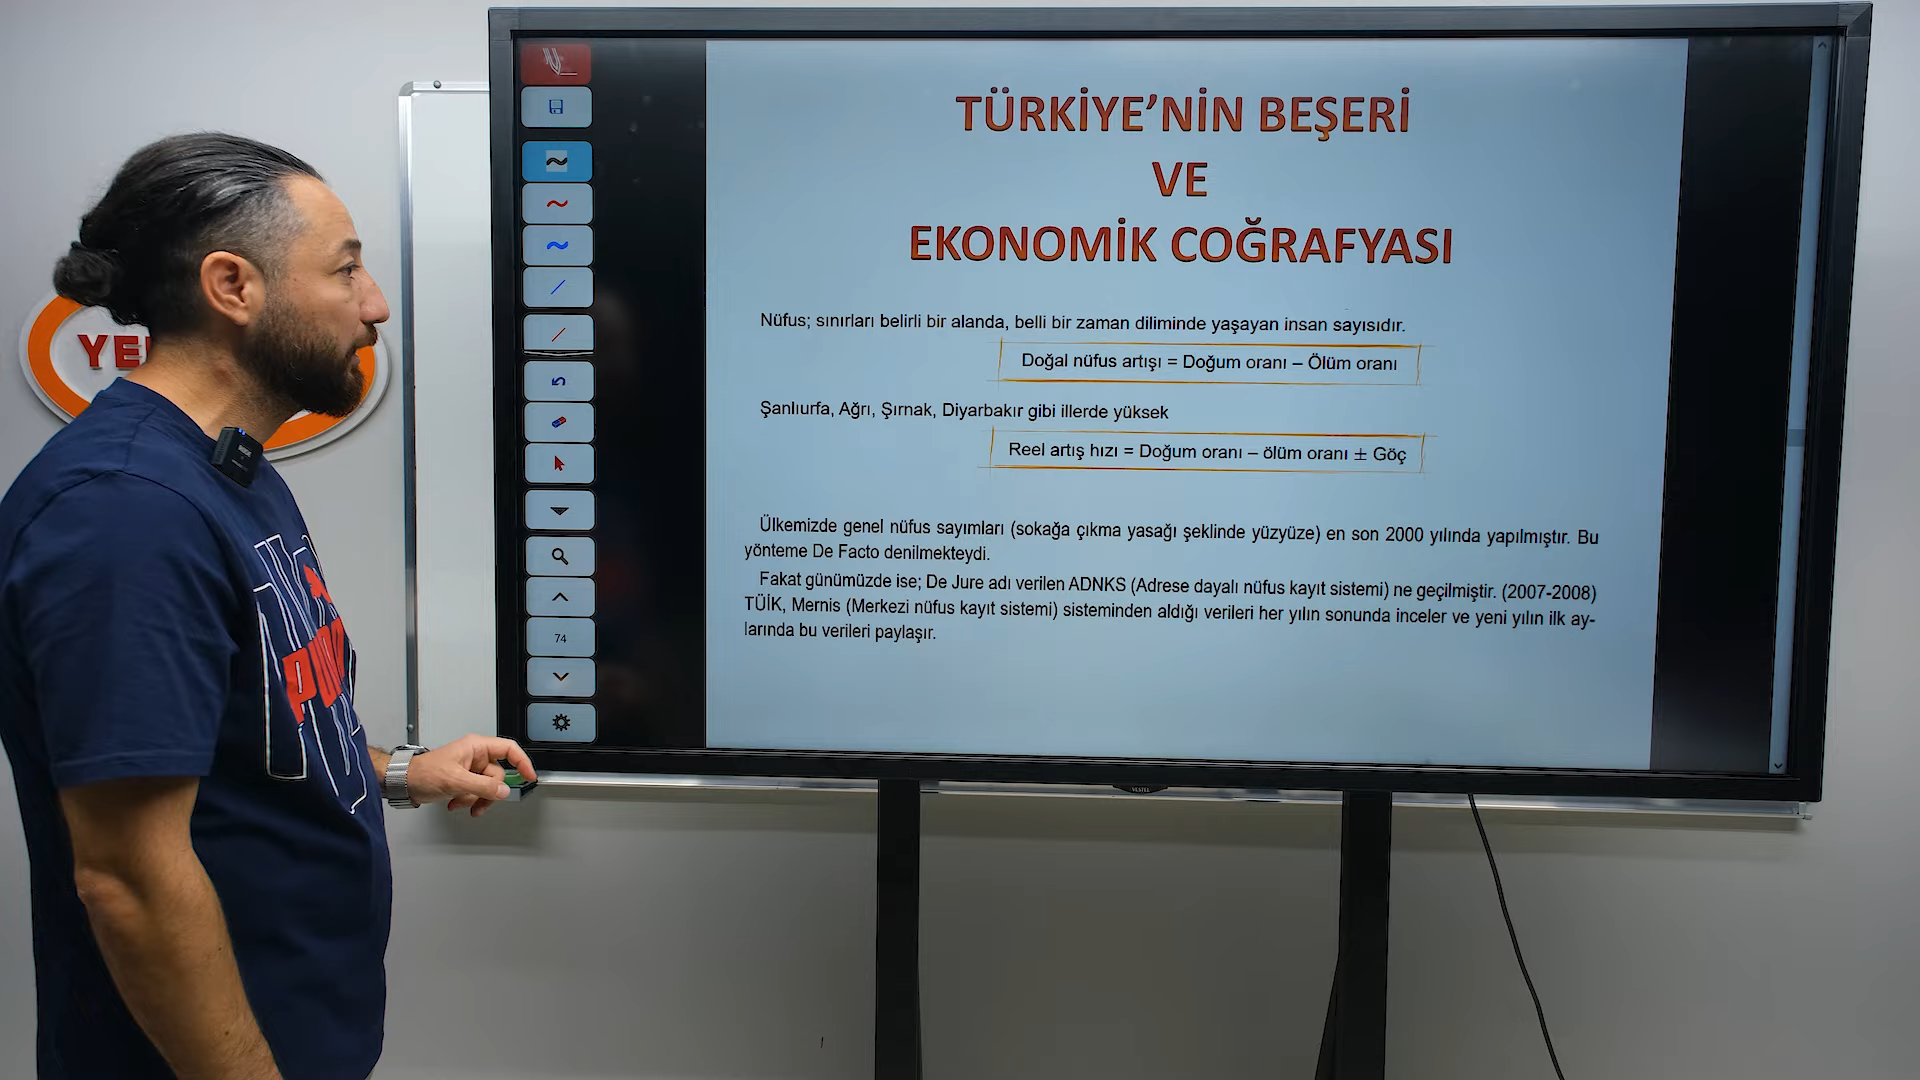 TÜRKİYE’NİN BEŞERİ
VE
EKONOMİK COĞRAFYASI
Nüfus; sınırları belirli bir alanda, belli bir zaman diliminde yaşayan insan sayısıdır.
Doğal nüfus artışı = Doğum oranı – Ölüm oranı
Şanlıurfa, Ağrı, Şırnak, Diyarbakır gibi illerde yüksek
Reel artış hızı = Doğum oranı – ölüm oranı ± Göç
Ülkemizde genel nüfus sayımları (sokağa çıkma yasağı şeklinde yüzyüze) en son 2000 yılında yapılmıştır. Bu
yönteme De Facto denilmekteydi.
Fakat günümüzde ise; De Jure adı verilen ADNKS (Adrese dayalı nüfus kayıt sistemi) ne geçilmiştir. (2007-2008)
TÜİK, Mernis (Merkezi nüfus kayıt sistemi) sisteminden aldığı verileri her yılın sonunda inceler ve yeni yılın ilk ay-
larında bu verileri paylaşır.
74
YE
VESTEL